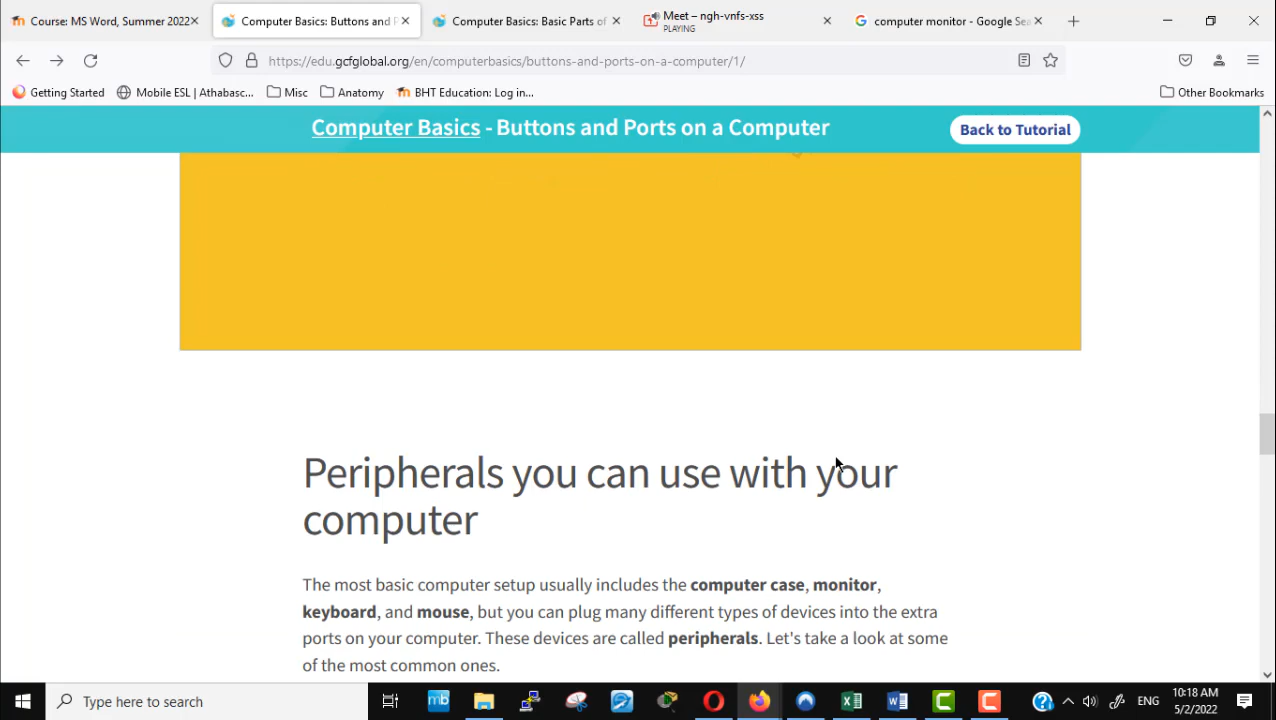 Course: MS Word, Summer 2022
Computer Basics: Buttons and P
Computer Basics: Basic Parts of
Meet – ngh-vnfs-xss
PLAYING
computer monitor - Google Sea
https://edu.gcfglobal.org/en/computerbasics/buttons-and-ports-on-a-computer/1/
Getting Started
Mobile ESL | Athabasc...
Misc
Anatomy
BHT Education: Log in...
Other Bookmarks
Computer Basics - Buttons and Ports on a Computer
Back to Tutorial
Peripherals you can use with your
computer
The most basic computer setup usually includes the computer case, monitor,
keyboard, and mouse, but you can plug many different types of devices into the extra
ports on your computer. These devices are called peripherals. Let's take a look at some
of the most common ones.
Type here to search
mb
ENG
10:18 AM
5/2/2022